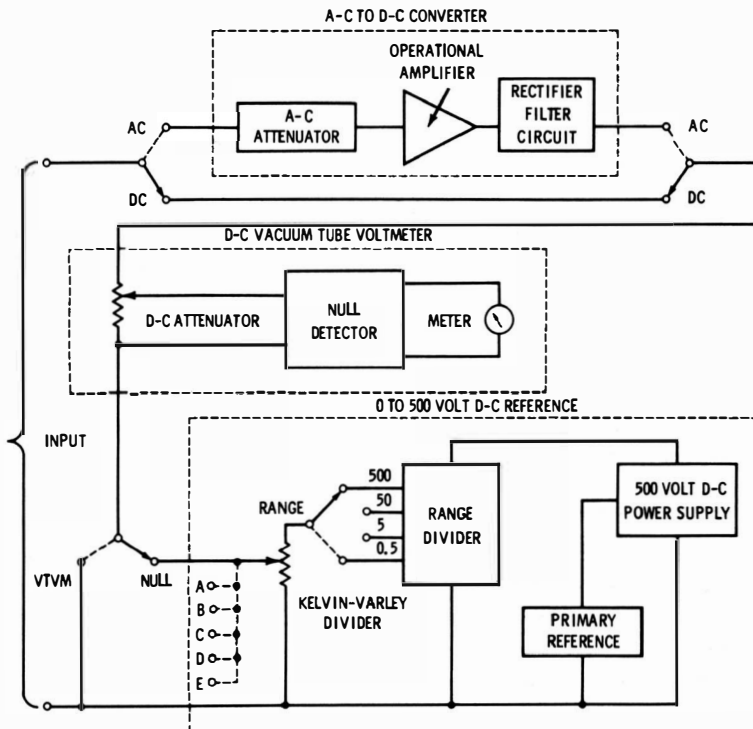 A-C TO D-C CONVERTER
OPERATIONAL
AMPLIFIER
A-C
ATTENUATOR
RECTIFIER
FILTER
CIRCUIT
AC
AC
DC
DC
D-C VACUUM TUBE VOLTMETER
D-C ATTENUATOR
NULL
DETECTOR
METER
0 TO 500 VOLT D-C REFERENCE
INPUT
RANGE
500
50
5
0.5
RANGE
DIVIDER
500 VOLT D-C
POWER SUPPLY
VTVM
NULL
A
B
C
D
E
KELVIN-VARLEY
DIVIDER
PRIMARY
REFERENCE